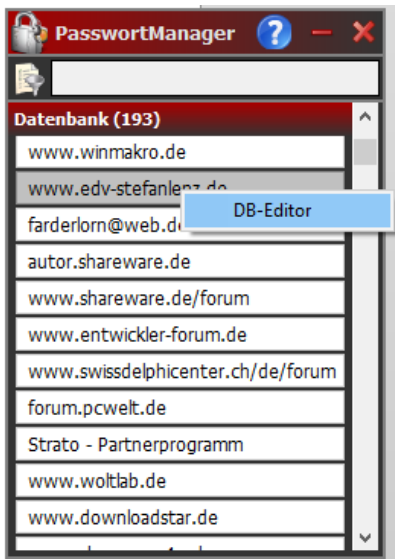 PasswortManager
Datenbank (193)
www.winmakro.de
www.edv-stefanlenz.de
DB-Editor
farderlorn@web.d
autor.shareware.de
www.shareware.de/forum
www.entwickler-forum.de
www.swissdelphicenter.ch/de/forum
forum.pcwelt.de
Strato - Partnerprogramm
www.woltlab.de
www.downloadstar.de